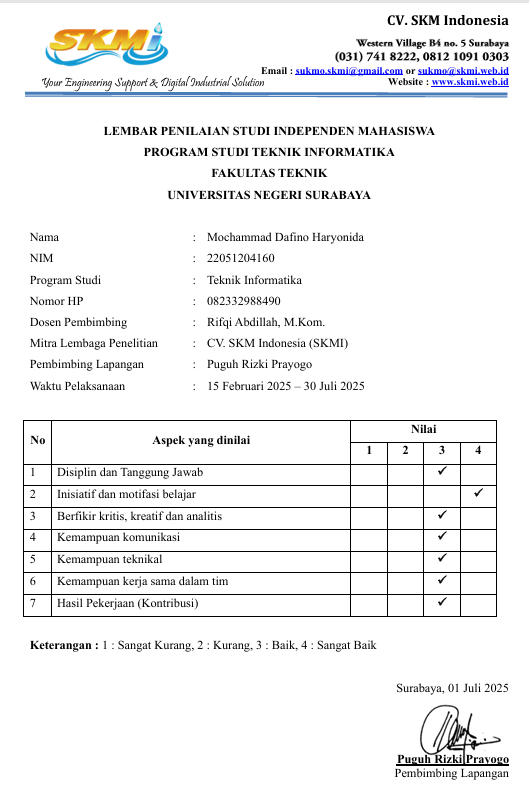 CV. SKM Indonesia
SKMi
Western Village B4 no. 5 Surabaya
(031) 741 8222, 0812 1091 0303
Your Engineering Support & Digital Industrial Solution
Email : sukmo.skmi@gmail.com or sukmo@skmi.web.id
Website : www.skmi.web.id
LEMBAR PENILAIAN STUDI INDEPENDEN MAHASISWA
PROGRAM STUDI TEKNIK INFORMATIKA
FAKULTAS TEKNIK
UNIVERSITAS NEGERI SURABAYA
Nama : Mochammad Dafino Haryonida
NIM : 22051204160
Program Studi : Teknik Informatika
Nomor HP : 082332988490
Dosen Pembimbing : Rifqi Abdillah, M.Kom.
Mitra Lembaga Penelitian : CV. SKM Indonesia (SKMI)
Pembimbing Lapangan : Puguh Rizki Prayogo
Waktu Pelaksanaan : 15 Februari 2025 – 30 Juli 2025
No Aspek yang dinilai Nilai
1 2 3 4
1 Disiplin dan Tanggung Jawab ✓
2 Inisiatif dan motifasi belajar ✓
3 Berfikir kritis, kreatif dan analitis ✓
4 Kemampuan komunikasi ✓
5 Kemampuan teknikal ✓
6 Kemampuan kerja sama dalam tim ✓
7 Hasil Pekerjaan (Kontribusi) ✓
Keterangan : 1 : Sangat Kurang, 2 : Kurang, 3 : Baik, 4 : Sangat Baik
Surabaya, 01 Juli 2025
Puguh Rizki Prayogo
Pembimbing Lapangan